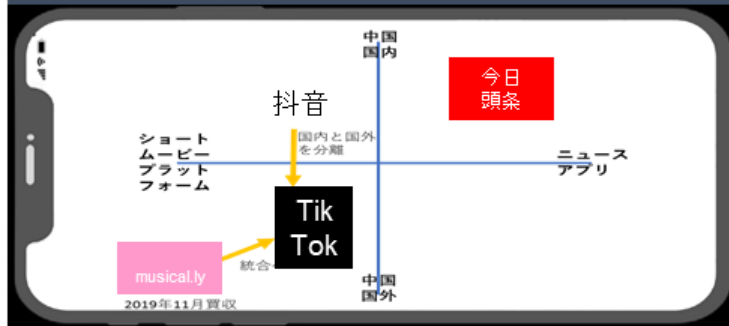 中国
国内
今日
頭条
抖音
国内と国外
を分離
ショート
ムービー
プラット
フォーム
ニュース
アプリ
Tik
Tok
musical.ly
統合
中国
国外
2019年11月買収